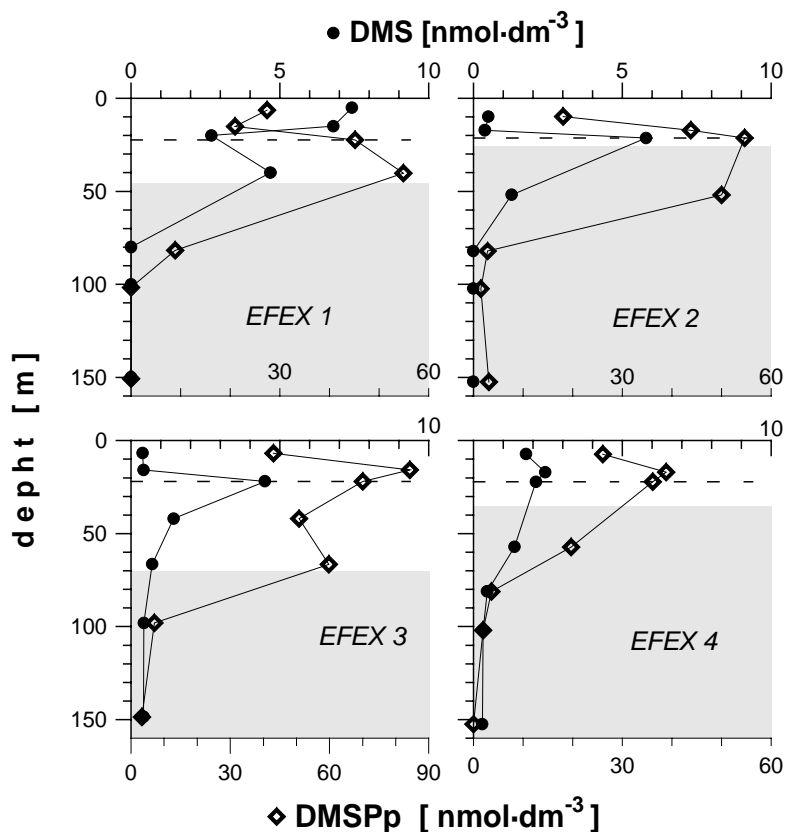 ● DMS [nmol·dm-3]
0 5 10 0 5 10
0
50
100
150
EFEX 1
EFEX 2
30 60 30 60
10 10
0
50
100
150
EFEX 3
EFEX 4
0 30 60 90 0 30 60
depht [m]
DMSPp [nmol·dm-3]